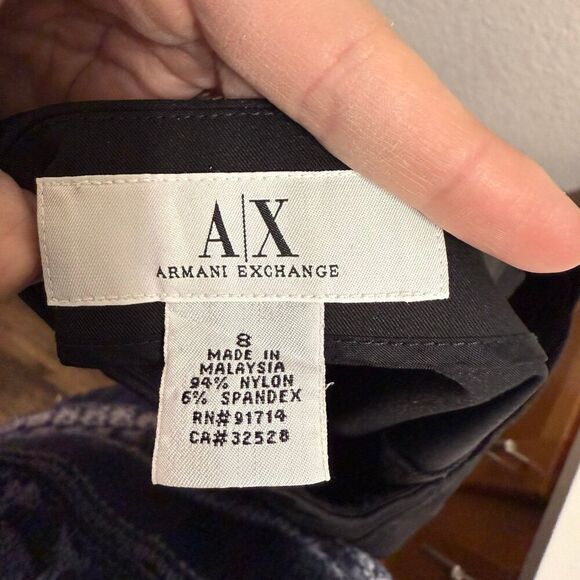 A|X
ARMANI EXCHANGE
8
MADE IN
MALAYSIA
94% NYLON
6% SPANDEX
RN#91714
CA#32528